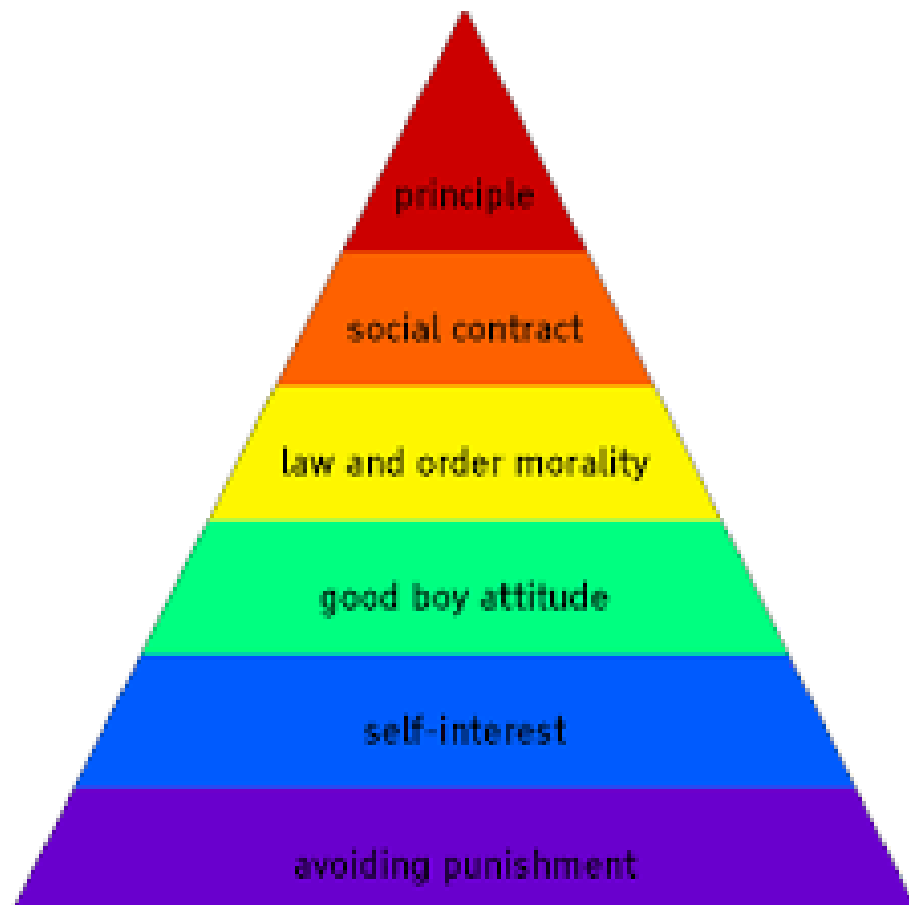 principle
social contract
law and order morality
good boy attitude
self-interest
avoiding punishment